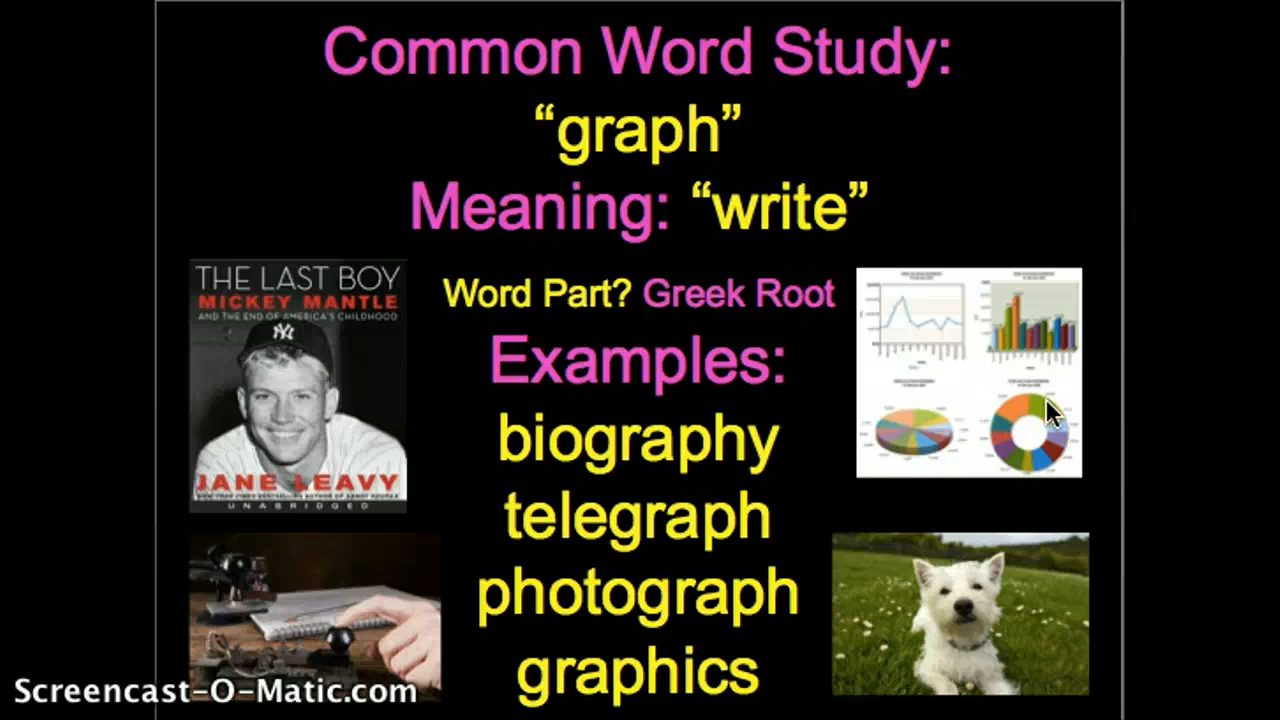 Common Word Study:
“graph”
Meaning: “write”
Word Part? Greek Root
Examples:
biography
telegraph
photograph
graphics
THE LAST BOY
MICKEY MANTLE
AND THE END OF AMERICA'S CHILDHOOD
NY
JANE LEAVY
UNABRIDGED
Screencast-O-Matic.com